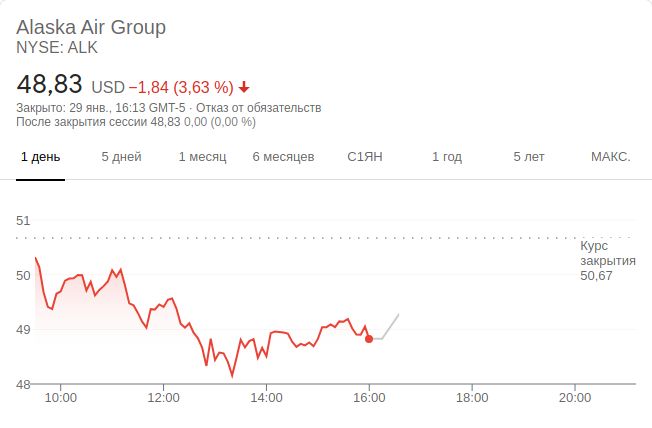 Alaska Air Group
NYSE: ALK
48,83 USD −1,84 (3,63 %)
Закрыто: 29 янв., 16:13 GMT-5 · Отказ от обязательств
После закрытия сессии 48,83 0,00 (0,00 %)
1 день 5 дней 1 месяц 6 месяцев С1ЯН 1 год 5 лет МАКС.
51
Курс
закрытия
50 50,67
49
48
10:00 12:00 14:00 16:00 18:00 20:00